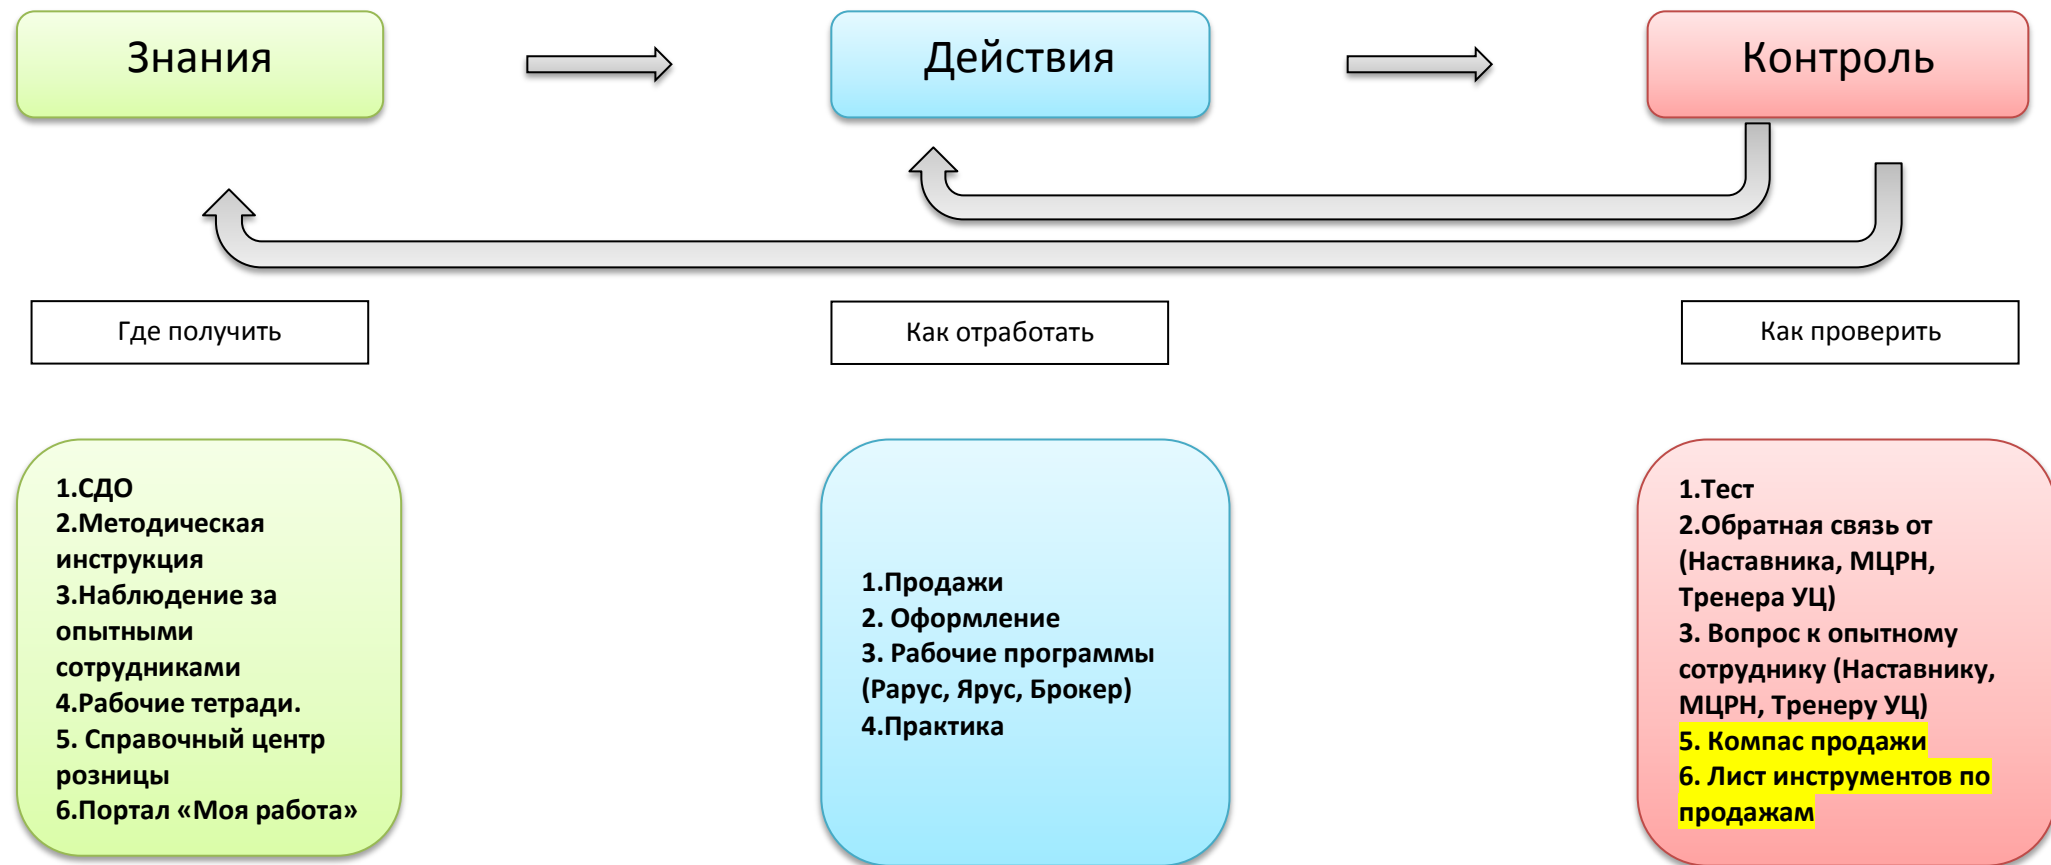 Знания
Действия
Контроль
Где получить
Как отработать
Как проверить
1.СДО
2.Методическая
инструкция
3.Наблюдение за
опытными
сотрудниками
4.Рабочие тетради.
5. Справочный центр
розницы
6.Портал «Моя работа»
1.Продажи
2. Оформление
3. Рабочие программы
(Рарус, Ярус, Брокер)
4.Практика
1.Тест
2.Обратная связь от
(Наставника, МЦРН,
Тренера УЦ)
3. Вопрос к опытному
сотруднику (Наставнику,
МЦРН, Тренеру УЦ)
5. Компас продажи
6. Лист инструментов по
продажам